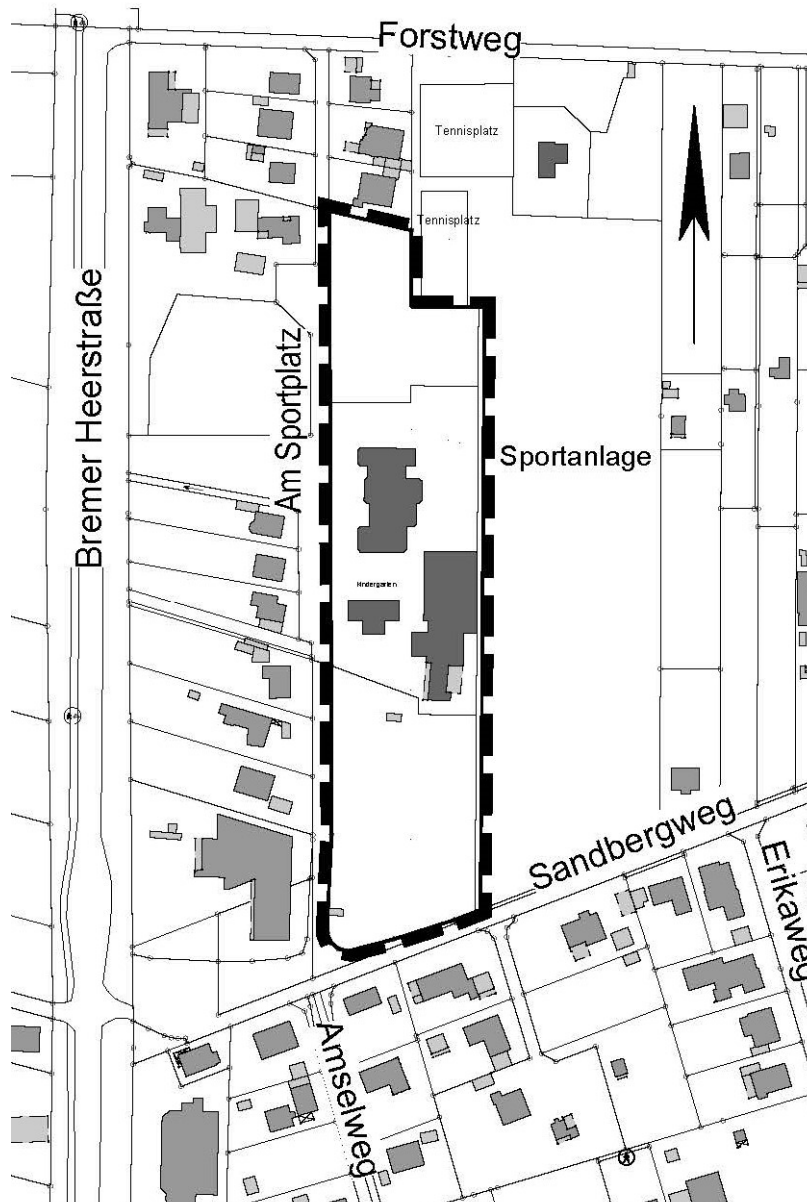 Forstweg
Tennisplatz
Tennisplatz
Bremer Heerstraße
Am Sportplatz
Sportanlage
Kindergarten
Sandbergweg
Erikaweg
Amselweg